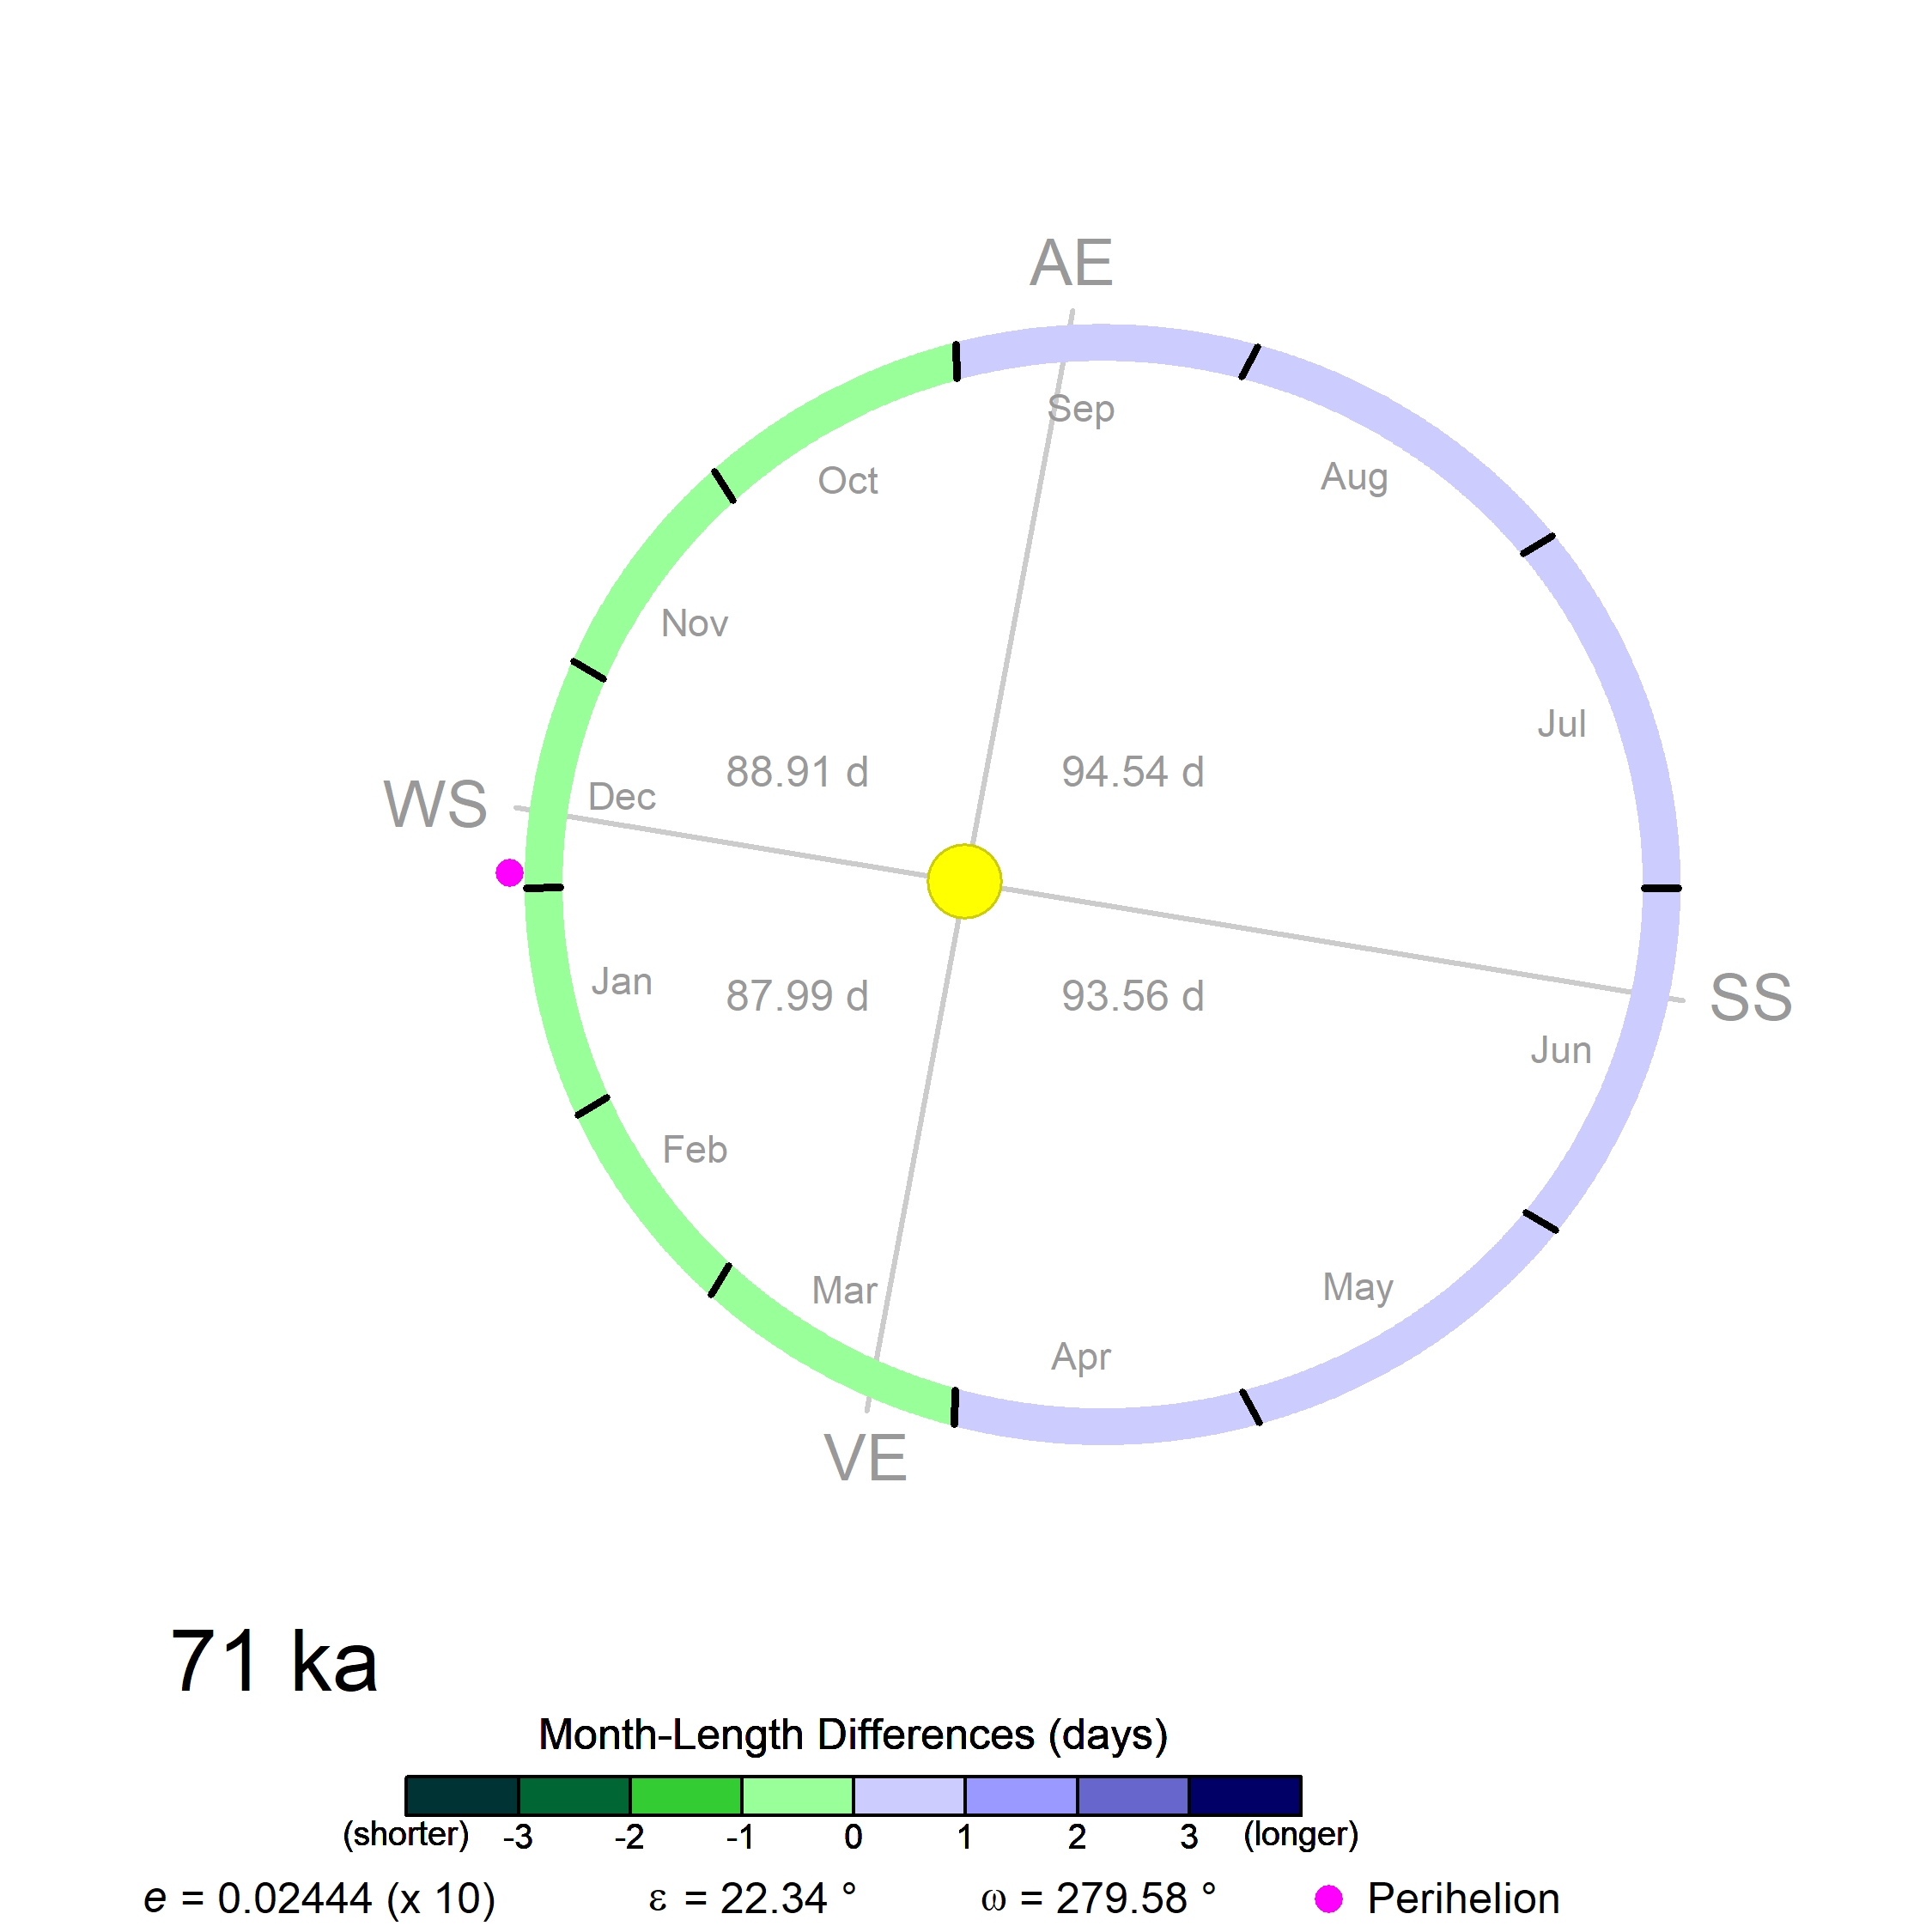 AE
Sep
Oct
Aug
Nov
Jul
88.91 d
94.54 d
WS
Dec
Jan
87.99 d
93.56 d
SS
Jun
Feb
Mar
May
Apr
VE
71 ka
Month-Length Differences (days)
(shorter) -3 -2 -1 0 1 2 3 (longer)
e = 0.02444 (x 10) ε = 22.34 ° ω = 279.58 ° Perihelion